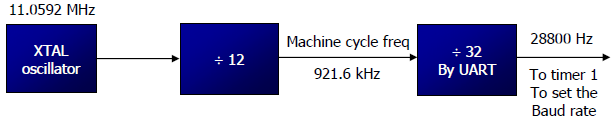 11.0592 MHz
XTAL
oscillator
÷ 12
Machine cycle freq
921.6 kHz
÷ 32
By UART
28800 Hz
To timer 1
To set the
Baud rate